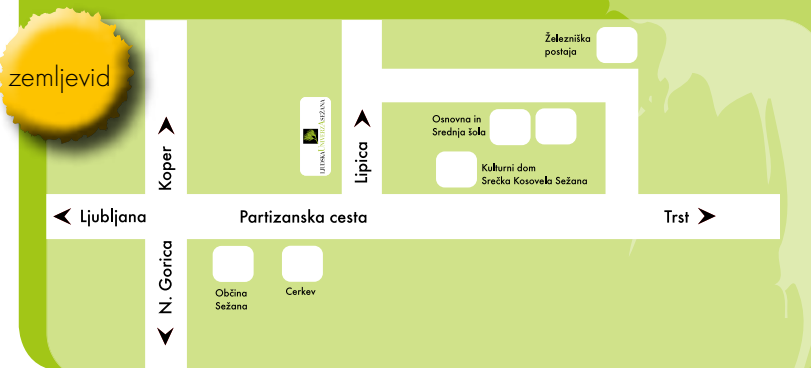 zemljevid
Železniška
postaja
LJUDSKAUNIVERZASEŽANA
Osnovna in
Srednja šola
Koper
Lipica
Kulturni dom
Srečka Kosovela Sežana
Ljubljana
Partizanska cesta
Trst
N. Gorica
Občina
Sežana
Cerkev